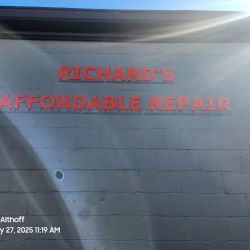 RICHARD'S
AFFORDABLE REPAIR
Althoff
27, 2025 11:19 AM